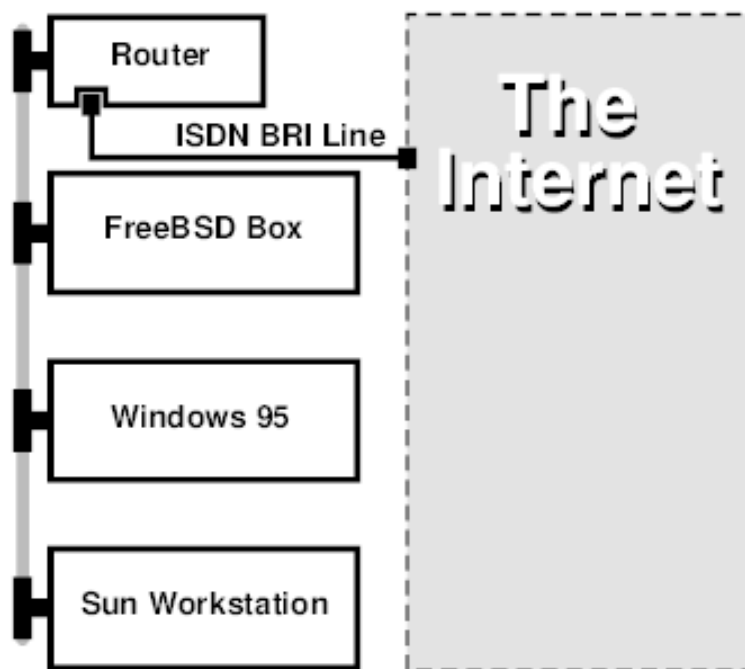 Router
The
Internet
ISDN BRI Line
FreeBSD Box
Windows 95
Sun Workstation